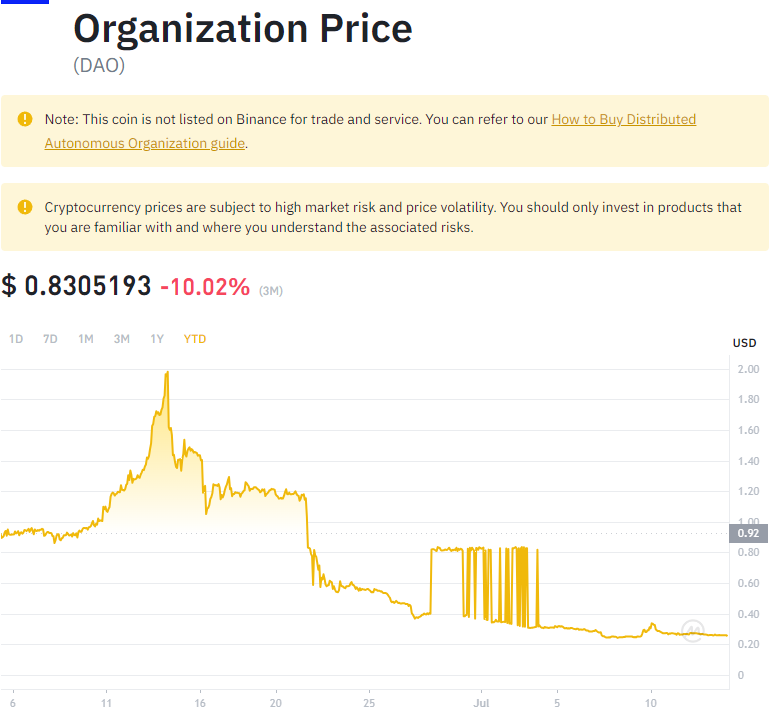 Organization Price
(DAO)
Note: This coin is not listed on Binance for trade and service. You can refer to our How to Buy Distributed
Autonomous Organization guide.
Cryptocurrency prices are subject to high market risk and price volatility. You should only invest in products that
you are familiar with and where you understand the associated risks.
$ 0.8305193 -10.02% (3M)
1D 7D 1M 3M 1Y YTD
USD
2.00
1.80
1.60
1.40
1.20
1.00
0.92
0.80
0.60
0.40
0.20
0
6 11 16 20 25 Jul 5 10